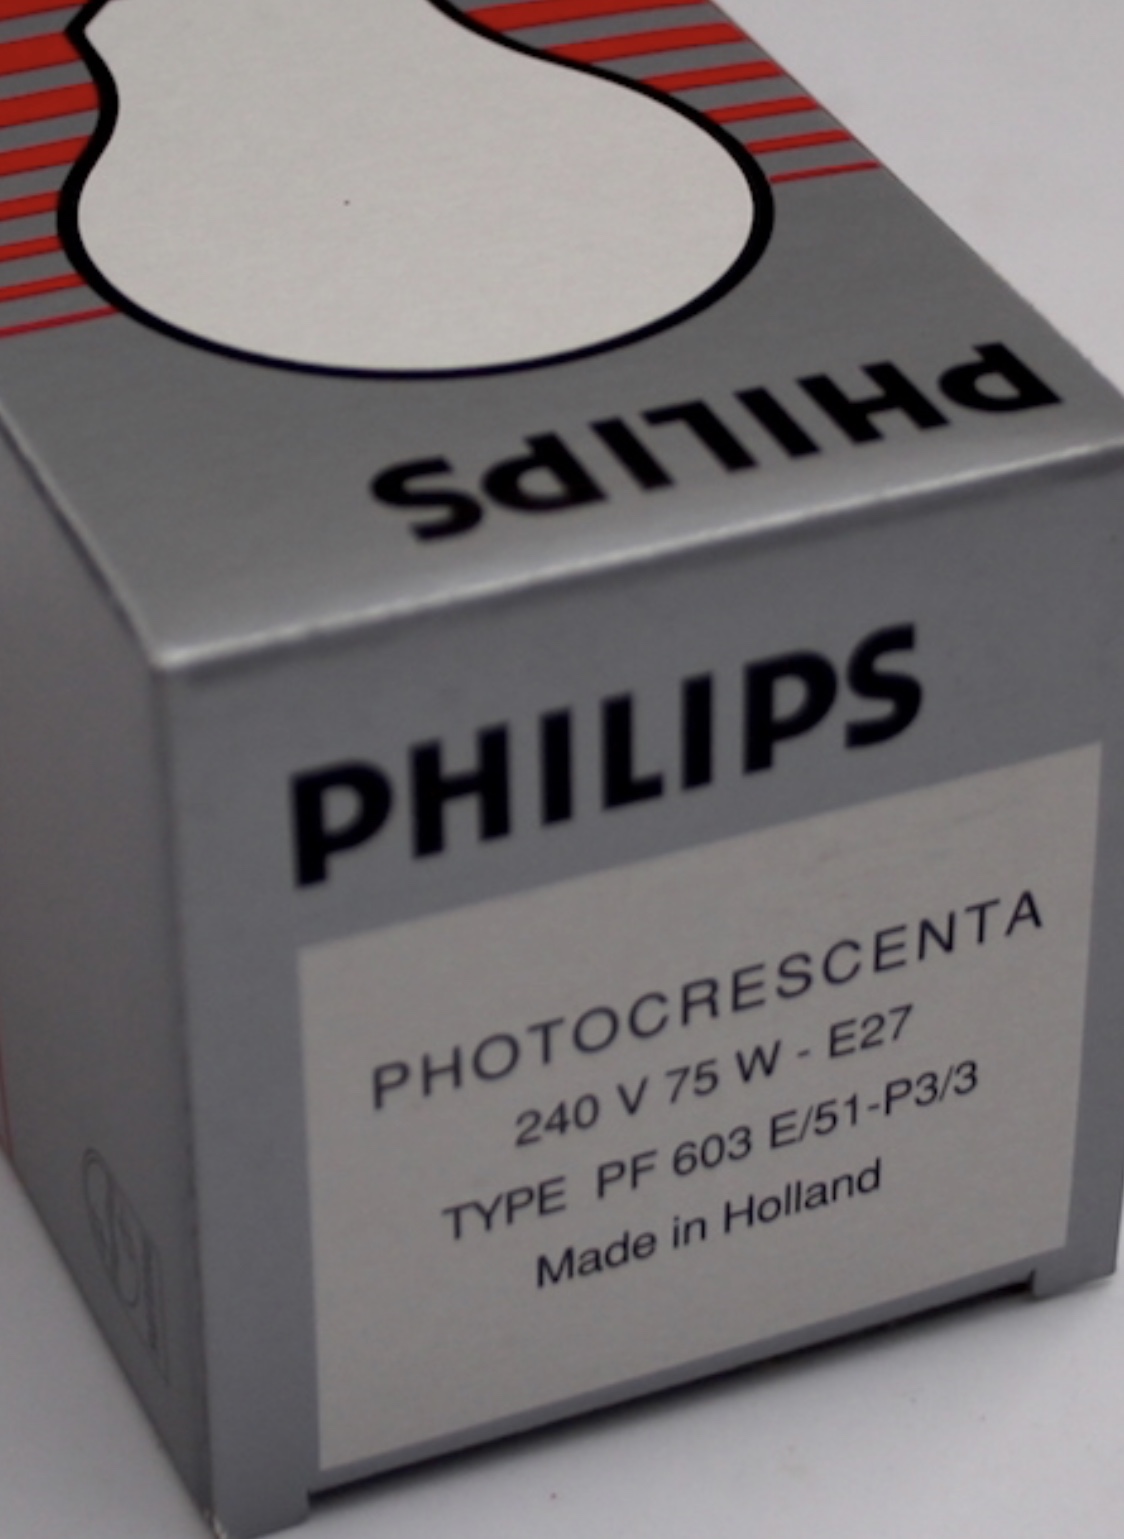 PHILIPS
PHILIPS
PHOTOCRESCENTA
240 V 75 W - E27
TYPE PF 603 E/51-P3/3
Made in Holland